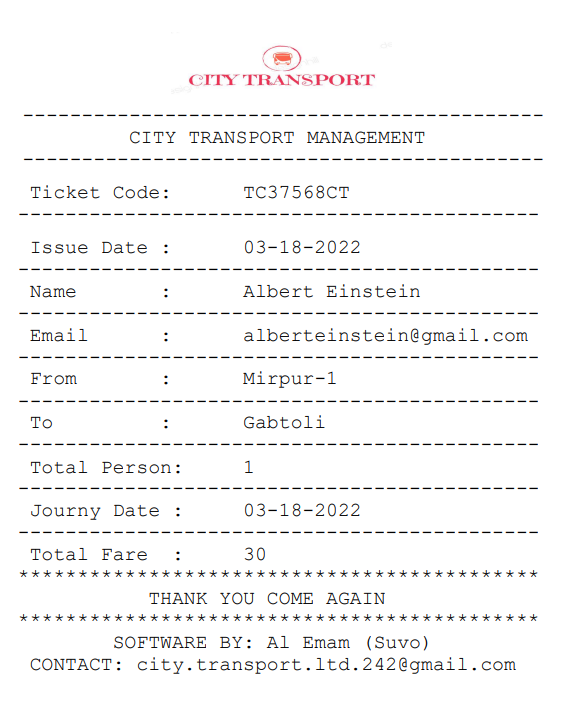 CITY TRANSPORT
--------------------------------------------
CITY TRANSPORT MANAGEMENT
--------------------------------------------
Ticket Code: TC37568CT
--------------------------------------------
Issue Date : 03-18-2022
--------------------------------------------
Name : Albert Einstein
--------------------------------------------
Email : alberteinstein@gmail.com
--------------------------------------------
From : Mirpur-1
--------------------------------------------
To : Gabtoli
--------------------------------------------
Total Person: 1
--------------------------------------------
Journy Date : 03-18-2022
--------------------------------------------
Total Fare : 30
********************************************
THANK YOU COME AGAIN
********************************************
SOFTWARE BY: Al Emam (Suvo)
CONTACT: city.transport.ltd.242@gmail.com